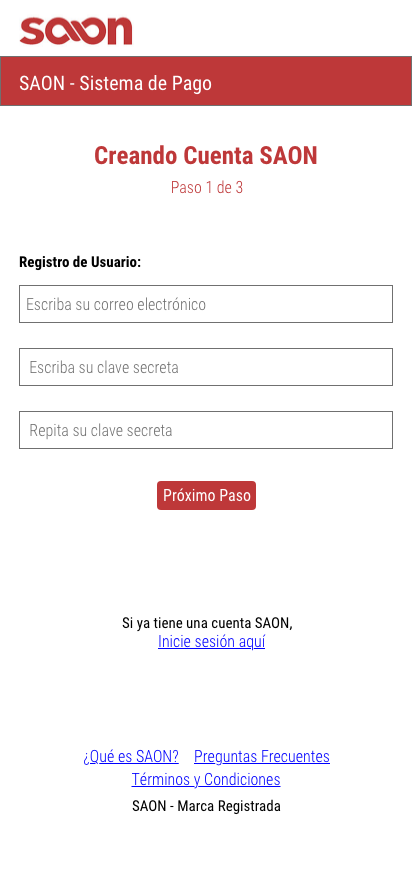 saon
SAON - Sistema de Pago
Creando Cuenta SAON
Paso 1 de 3
Registro de Usuario:
Escriba su correo electrónico
Escriba su clave secreta
Repita su clave secreta
Próximo Paso
Si ya tiene una cuenta SAON,
Inicie sesión aquí
¿Qué es SAON? Preguntas Frecuentes
Términos y Condiciones
SAON - Marca Registrada